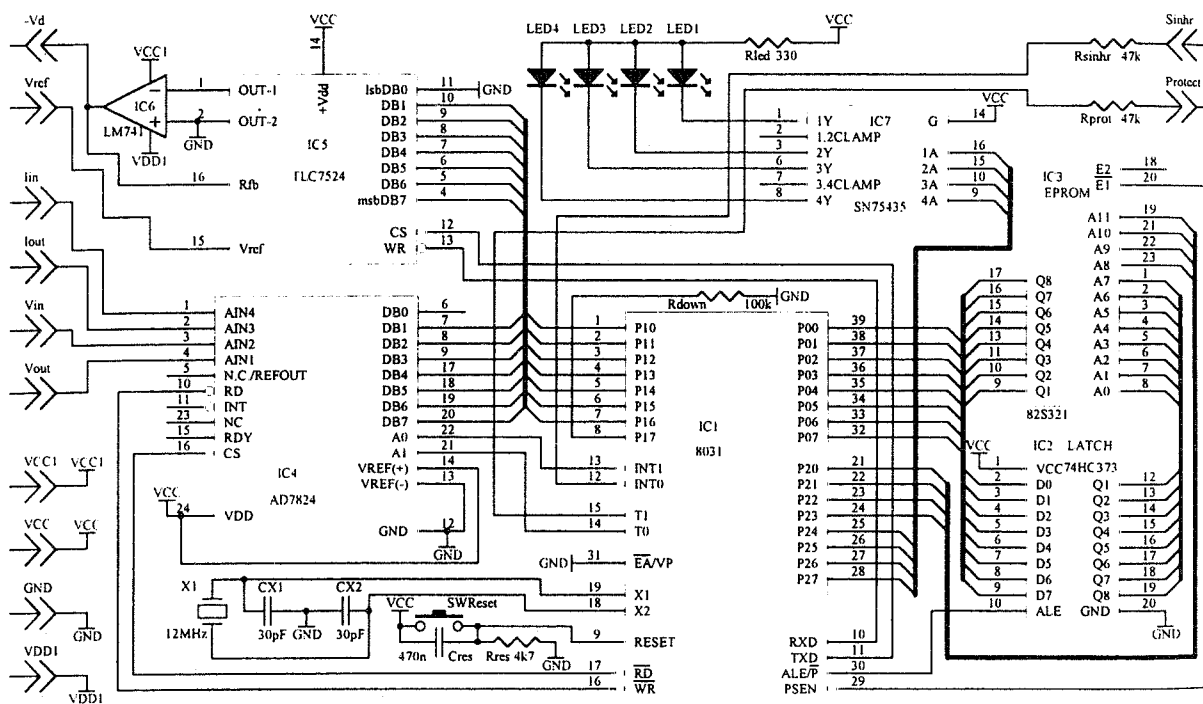 -Vd
VCC1
IC6
LM741
VDD1
GND
Vref
Iin
Iout
Vin
Vout
VCC1 VCC1
VCC VCC
GND
GND
VDD1
VDD1
VCC
14
+Vdd
1 OUT-1
2 OUT-2
IC5
TLC7524
16 Rfb
15 Vref
lsbDB0 11 GND
DB1 10
DB2 9
DB3 8
DB4 7
DB5 6
DB6 5
msbDB7 4
CS 12
WR 13
LED4 LED3 LED2 LED1
VCC
Rled 330
Sinhr
Rsinhr 47k
Protect
Rprot 47k
IC7
VCC
1 1Y G 14
2 1.2CLAMP
3 2Y 1A 16
6 3Y 2A 15
7 3.4CLAMP 3A 10
8 4Y 4A 9
SN75435
IC3
EPROM
E2 18
E1 20
A11 19
A10 21
A9 22
A8 23
17 Q8 A7 1
16 Q7 A6 2
15 Q6 A5 3
14 Q5 A4 4
13 Q4 A3 5
11 Q3 A2 6
10 Q2 A1 7
9 Q1 A0 8
82S321
1 AIN4 DB0 6
2 AIN3 DB1 7
3 AIN2 DB2 8
4 AIN1 DB3 9
5 N.C./REFOUT DB4 17
10 RD DB5 18
11 INT DB6 19
23 NC DB7 20
15 RDY A0 22
16 CS A1 21
IC4
AD7824
VREF(+) 14
VREF(-) 13
VCC
24 VDD
GND 12
GND
Rdown 100k GND
1 P10 P00 39
2 P11 P01 38
3 P12 P02 37
4 P13 P03 36
5 P14 P04 35
6 P15 P05 34
7 P16 P06 33
8 P17 P07 32
IC1
8031
13 INT1 P20 21
12 INT0 P21 22
P22 23
P23 24
15 T1 P24 25
14 T0 P25 26
P26 27
P27 28
GND 31 EA/VP
19 X1
18 X2
9 RESET
17 RD
16 WR
RXD 10
TXD 11
ALE/P 30
PSEN 29
X1
12MHz
CX1 CX2
30pF GND 30pF
VCC
SWReset
470n Cres Rres 4k7
GND
IC2 LATCH
VCC
1 VCC 74HC373
2 D0 Q1 12
3 D1 Q2 13
4 D2 Q3 14
5 D3 Q4 15
6 D4 Q5 16
7 D5 Q6 17
8 D6 Q7 18
9 D7 Q8 19
10 ALE GND 20
GND